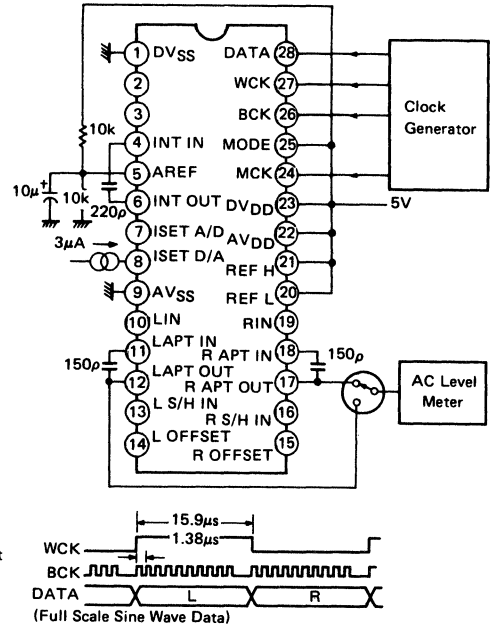 1 DVSS DATA 28
2 WCK 27
3 BCK 26
4 INT IN MODE 25
5 AREF MCK 24
6 INT OUT DVDD 23
7 ISET A/D AVDD 22
8 ISET D/A REF H 21
9 AVSS REF L 20
10 LIN RIN 19
11 LAPT IN R APT IN 18
12 LAPT OUT R APT OUT 17
13 L S/H IN R S/H IN 16
14 L OFFSET R OFFSET 15
Clock
Generator
10k
10μ + 10k
220ρ
3μA
5V
150ρ
150ρ
AC Level
Meter
15.9μs
1.38μs
t
WCK
BCK
DATA L R
(Full Scale Sine Wave Data)